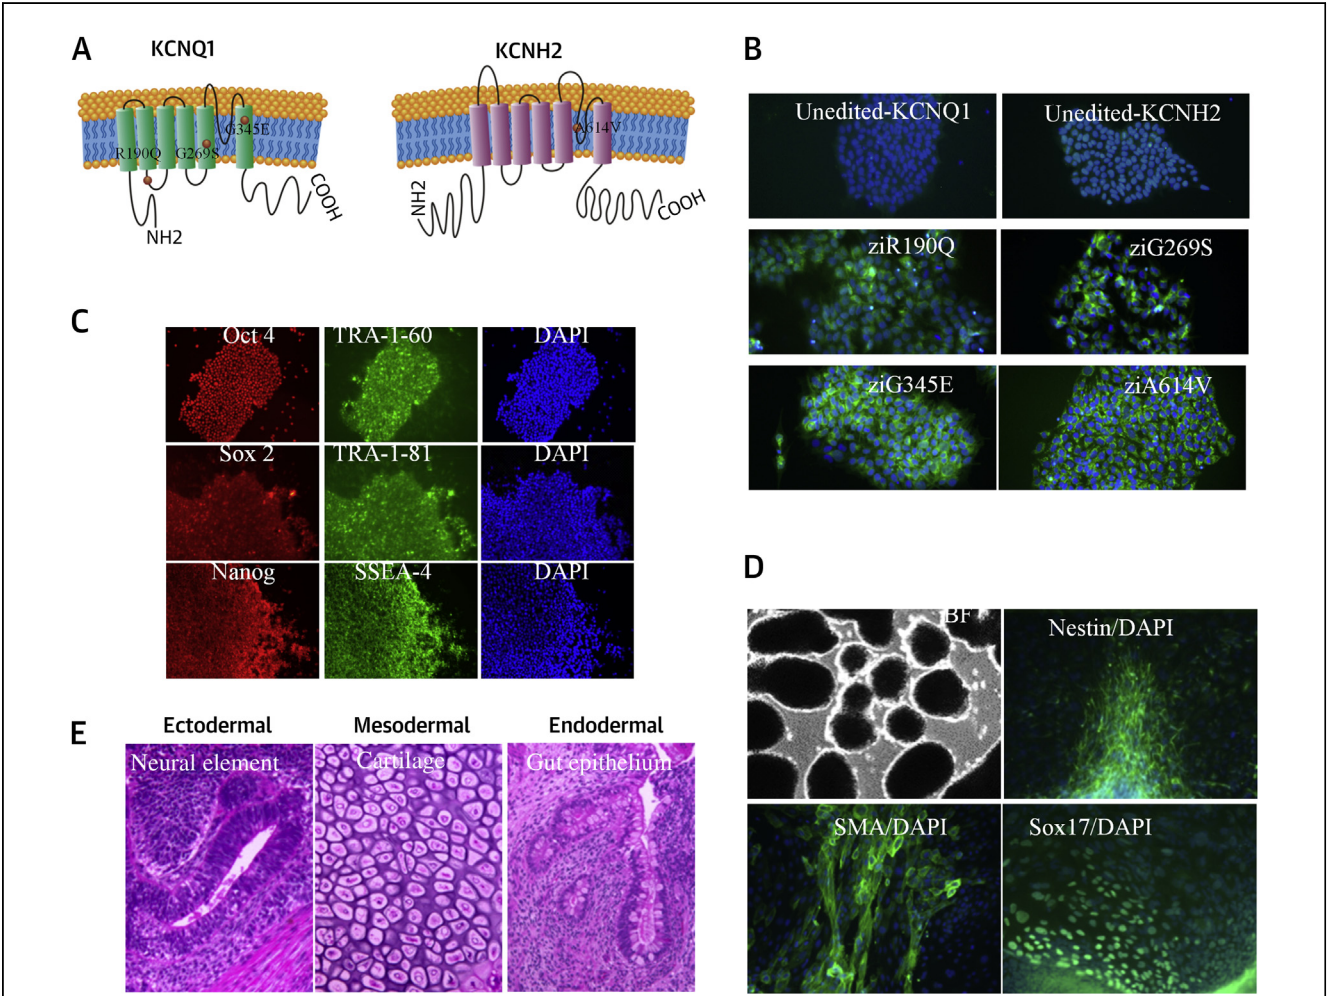 A
KCNQ1
KCNH2
R190Q
G269S
G345E
NH2
COOH
A614V
NH2
COOH
B
Unedited-KCNQ1
Unedited-KCNH2
ziR190Q
ziG269S
ziG345E
ziA614V
C
Oct 4
TRA-1-60
DAPI
Sox 2
TRA-1-81
DAPI
Nanog
SSEA-4
DAPI
D
BF
Nestin/DAPI
SMA/DAPI
Sox17/DAPI
E
Ectodermal
Mesodermal
Endodermal
Neural element
Cartilage
Gut epithelium